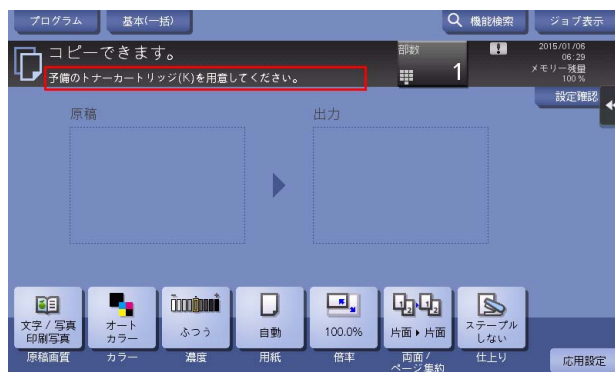 プログラム
基本(一括)
機能検索
ジョブ表示
コピーできます。
予備のトナーカートリッジ(K)を用意してください。
部数
1
2015/01/06
06:29
メモリー残量
100 %
設定確認
原稿
出力
文字 / 写真
印刷写真
オート
カラー
ふつう
自動
100.0%
片面 ▶ 片面
ステープル
しない
原稿画質
カラー
濃度
用紙
倍率
両面 /
ページ集約
仕上り
応用設定